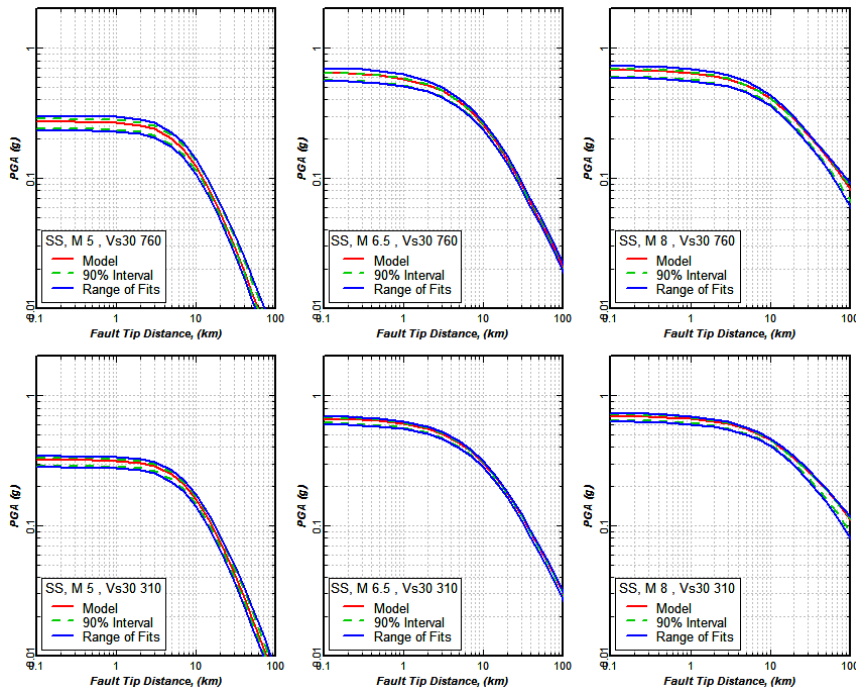 PGA (g)
1
0.1
0.01
SS, M 5 , Vs30 760
Model
90% Interval
Range of Fits
0.1 1 10 100
Fault Tip Distance, (km)
PGA (g)
1
0.1
0.01
SS, M 6.5 , Vs30 760
Model
90% Interval
Range of Fits
0.1 1 10 100
Fault Tip Distance, (km)
PGA (g)
1
0.1
0.01
SS, M 8 , Vs30 760
Model
90% Interval
Range of Fits
0.1 1 10 100
Fault Tip Distance, (km)
PGA (g)
1
0.1
0.01
SS, M 5 , Vs30 310
Model
90% Interval
Range of Fits
0.1 1 10 100
Fault Tip Distance, (km)
PGA (g)
1
0.1
0.01
SS, M 6.5 , Vs30 310
Model
90% Interval
Range of Fits
0.1 1 10 100
Fault Tip Distance, (km)
PGA (g)
1
0.1
0.01
SS, M 8 , Vs30 310
Model
90% Interval
Range of Fits
0.1 1 10 100
Fault Tip Distance, (km)